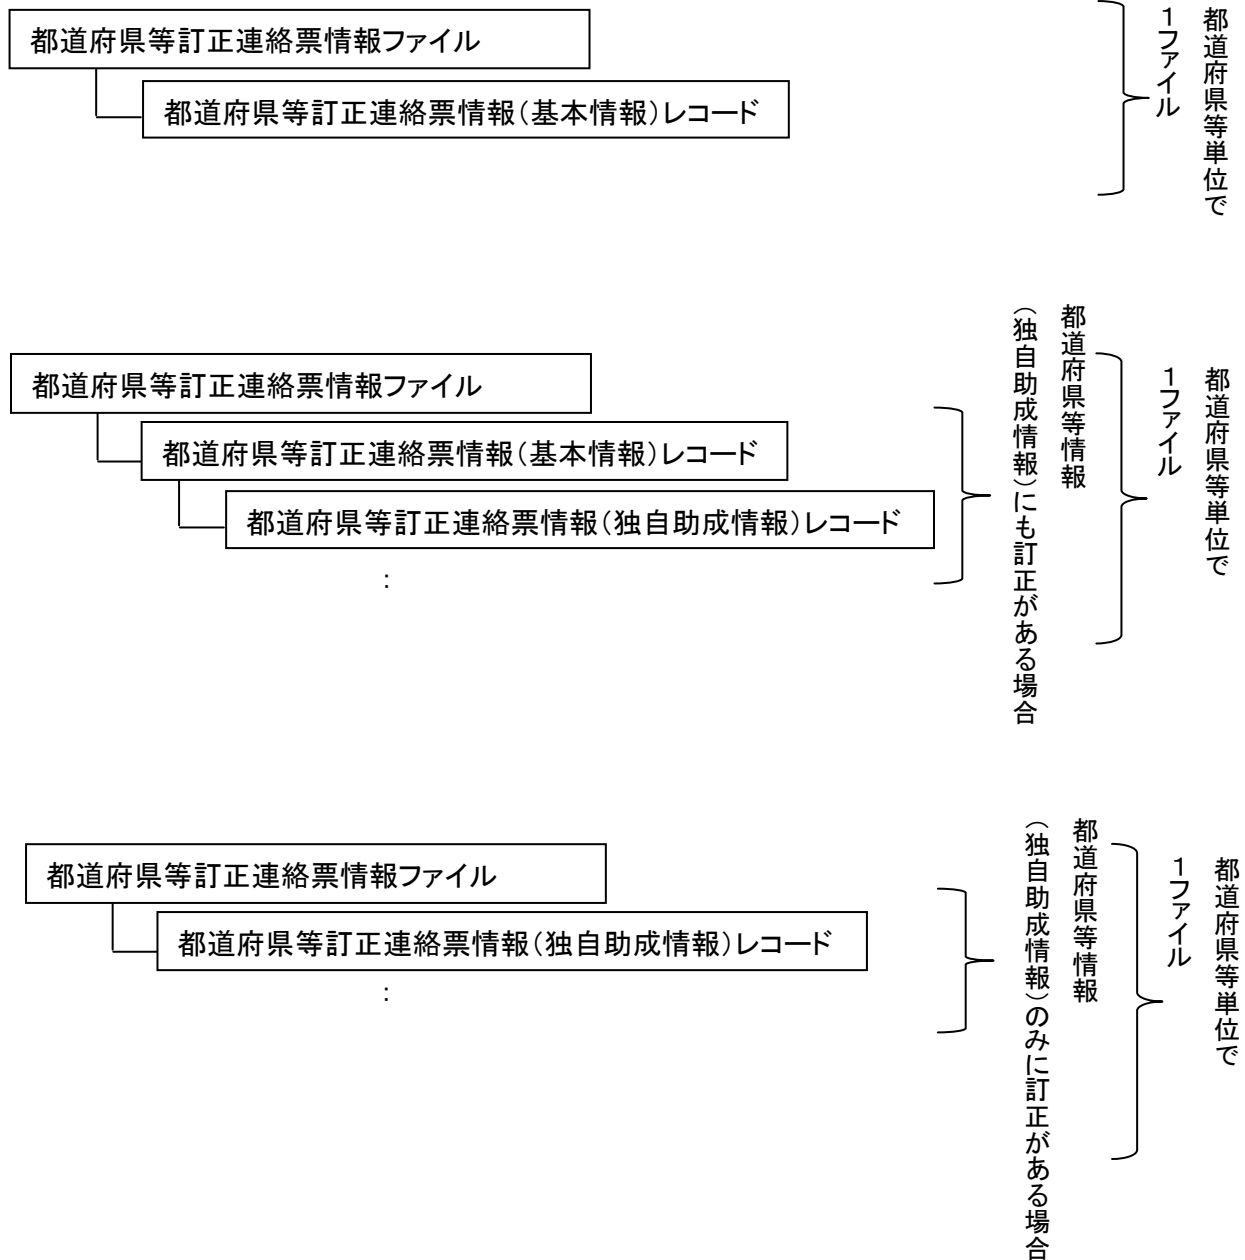 都道府県等訂正連絡票情報ファイル
都道府県等訂正連絡票情報(基本情報)レコード
都道府県等単位で
1ファイル
都道府県等訂正連絡票情報ファイル
都道府県等訂正連絡票情報(基本情報)レコード
都道府県等訂正連絡票情報(独自助成情報)レコード
:
都道府県等単位で
1ファイル
都道府県等情報
(独自助成情報)にも訂正がある場合
都道府県等訂正連絡票情報ファイル
都道府県等訂正連絡票情報(独自助成情報)レコード
:
都道府県等単位で
1ファイル
都道府県等情報
(独自助成情報)のみに訂正がある場合